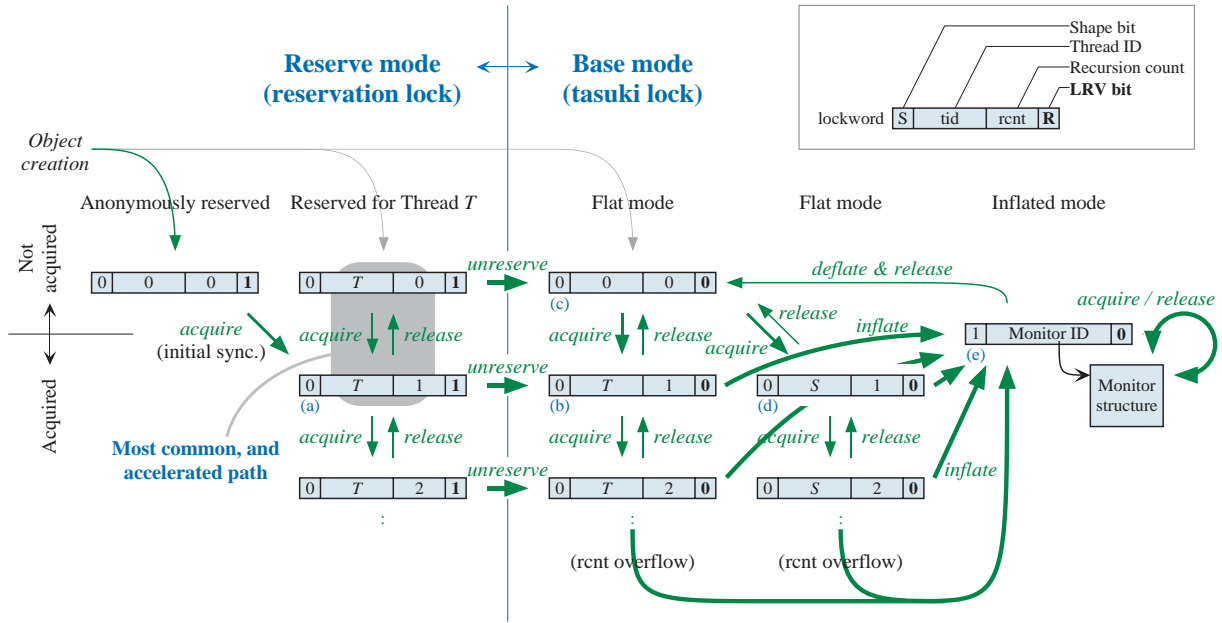 Shape bit
Thread ID
Recursion count
LRV bit
lockword S tid rcnt R
Reserve mode
(reservation lock)
Base mode
(tasuki lock)
Object
creation
Anonymously reserved
Reserved for Thread T
Flat mode
Flat mode
Inflated mode
Not
acquired
Acquired
0 0 0 1
0 T 0 1
unreserve
0 0 0 0
(c)
deflate & release
acquire
(initial sync.)
acquire
release
acquire
release
acquire
release
inflate
1 Monitor ID 0
(e)
acquire / release
Monitor
structure
0 T 1 1
(a)
unreserve
0 T 1 0
(b)
0 S 1 0
(d)
Most common, and
accelerated path
acquire
release
acquire
release
acquire
release
0 T 2 1
unreserve
0 T 2 0
0 S 2 0
inflate
:
:
:
(rcnt overflow)
(rcnt overflow)